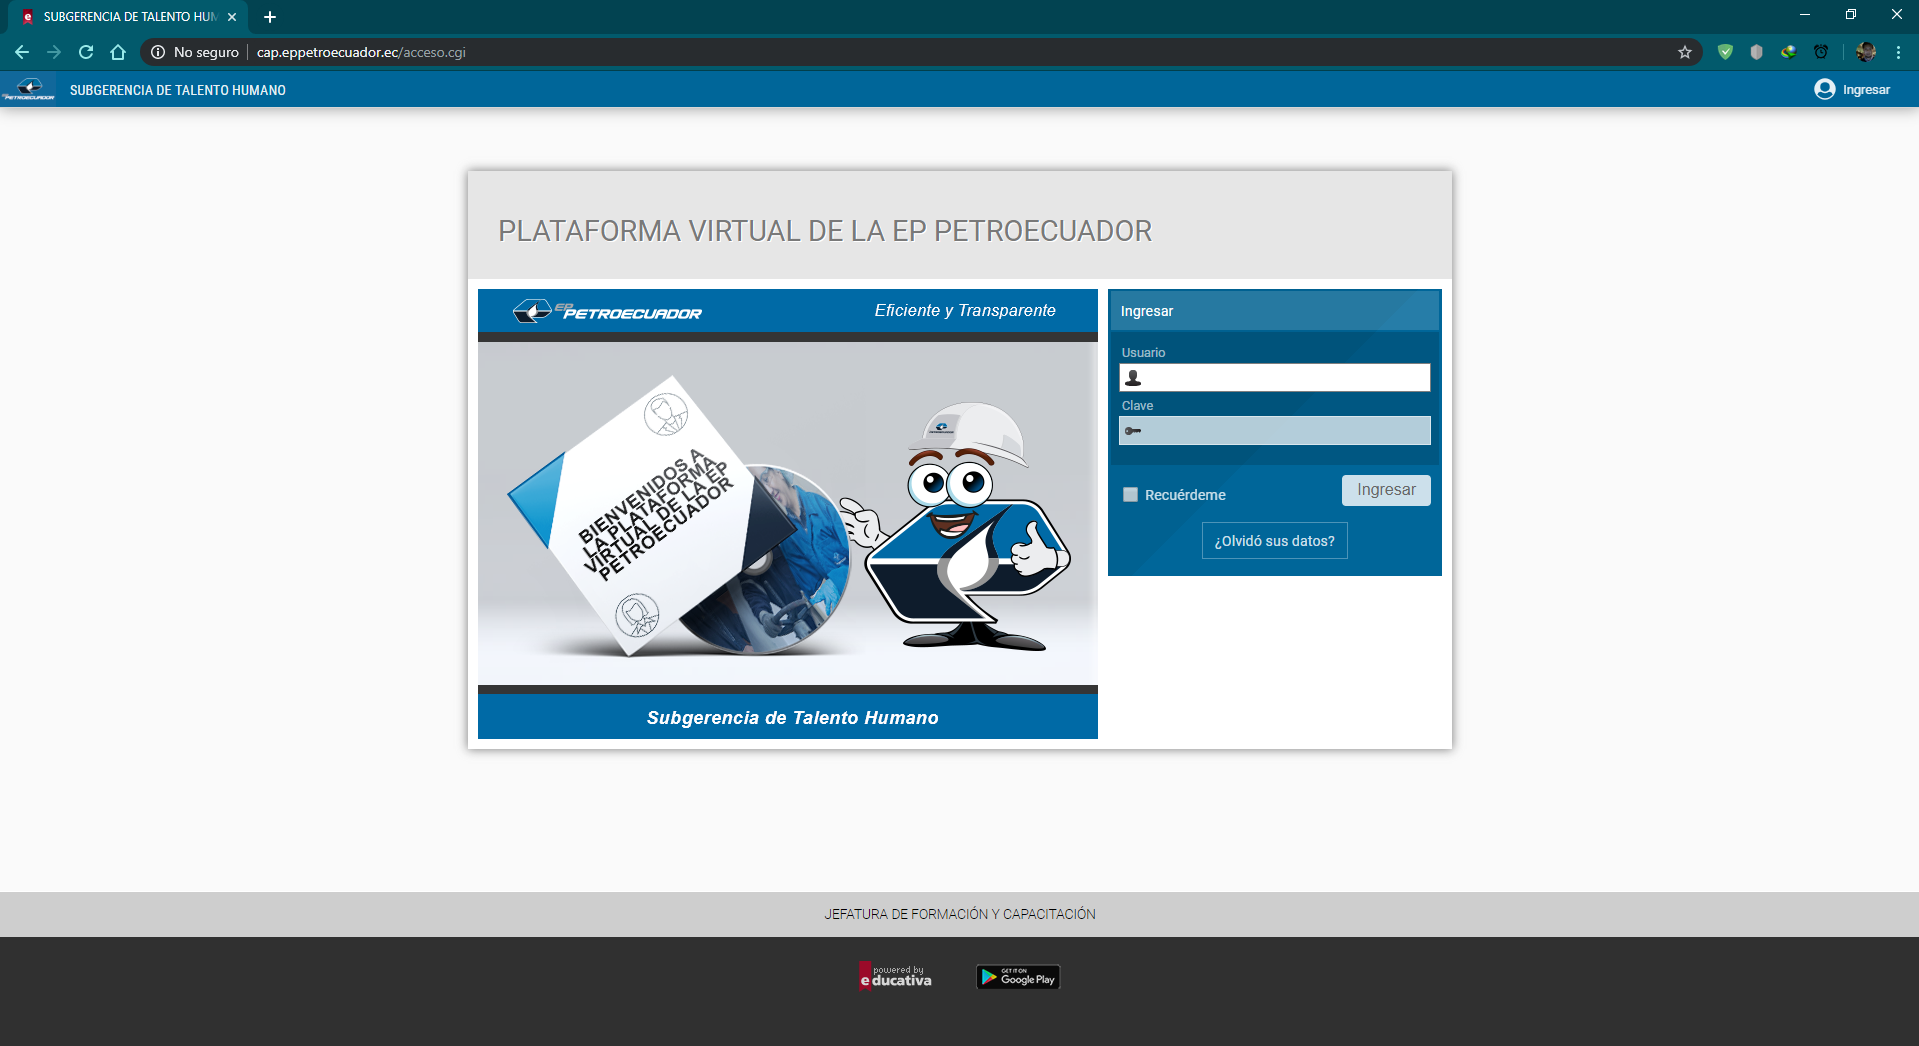 SUBGERENCIA DE TALENTO HUM
No seguro
cap.eppetroecuador.ec/acceso.cgi
PETROECUADOR
SUBGERENCIA DE TALENTO HUMANO
Ingresar
PLATAFORMA VIRTUAL DE LA EP PETROECUADOR
EP PETROECUADOR
Eficiente y Transparente
BIENVENIDOS A
LA PLATAFORMA
VIRTUAL DE LA EP
PETROECUADOR
PETROECUADOR
Subgerencia de Talento Humano
Ingresar
Usuario
Clave
Recuérdeme
Ingresar
¿Olvidó sus datos?
JEFATURA DE FORMACIÓN Y CAPACITACIÓN
powered by
educativa
GET IT ON
Google Play